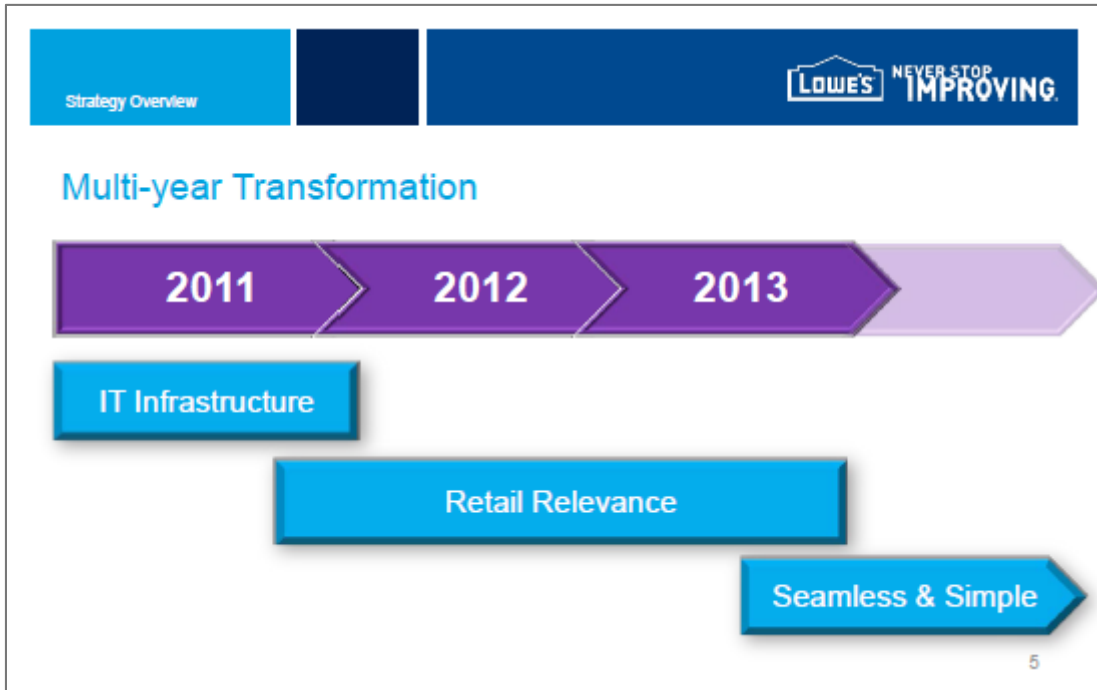 Strategy Overview
LOWE'S
NEVER STOP
IMPROVING.
Multi-year Transformation
2011 2012 2013
IT Infrastructure
Retail Relevance
Seamless & Simple
5